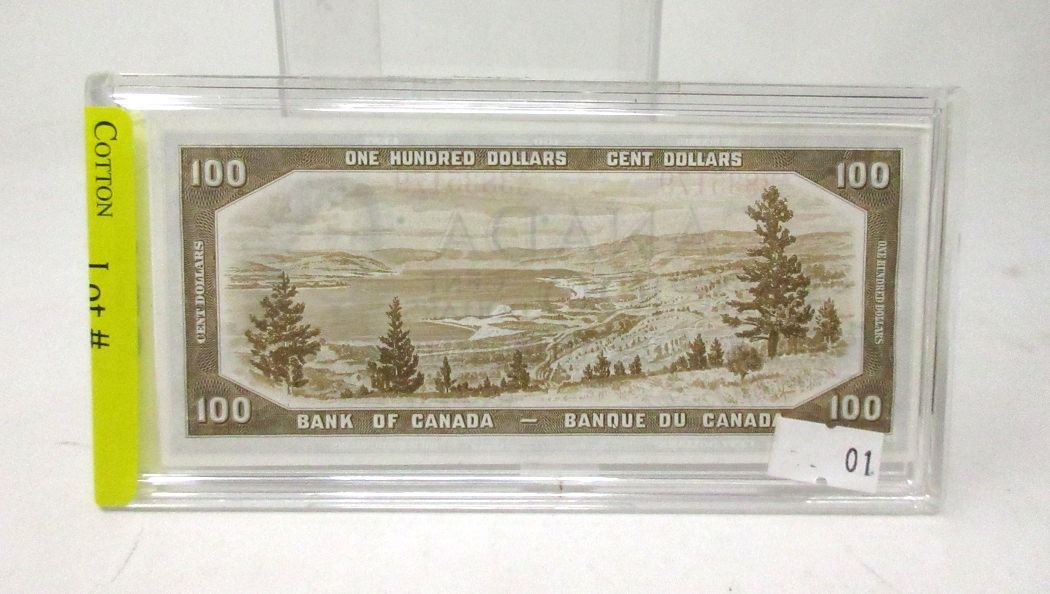 COTTON Lot #
100 ONE HUNDRED DOLLARS CENT DOLLARS 100
CANADA
CENT DOLLARS
ONE HUNDRED DOLLARS
100 BANK OF CANADA — BANQUE DU CANADA 100
01